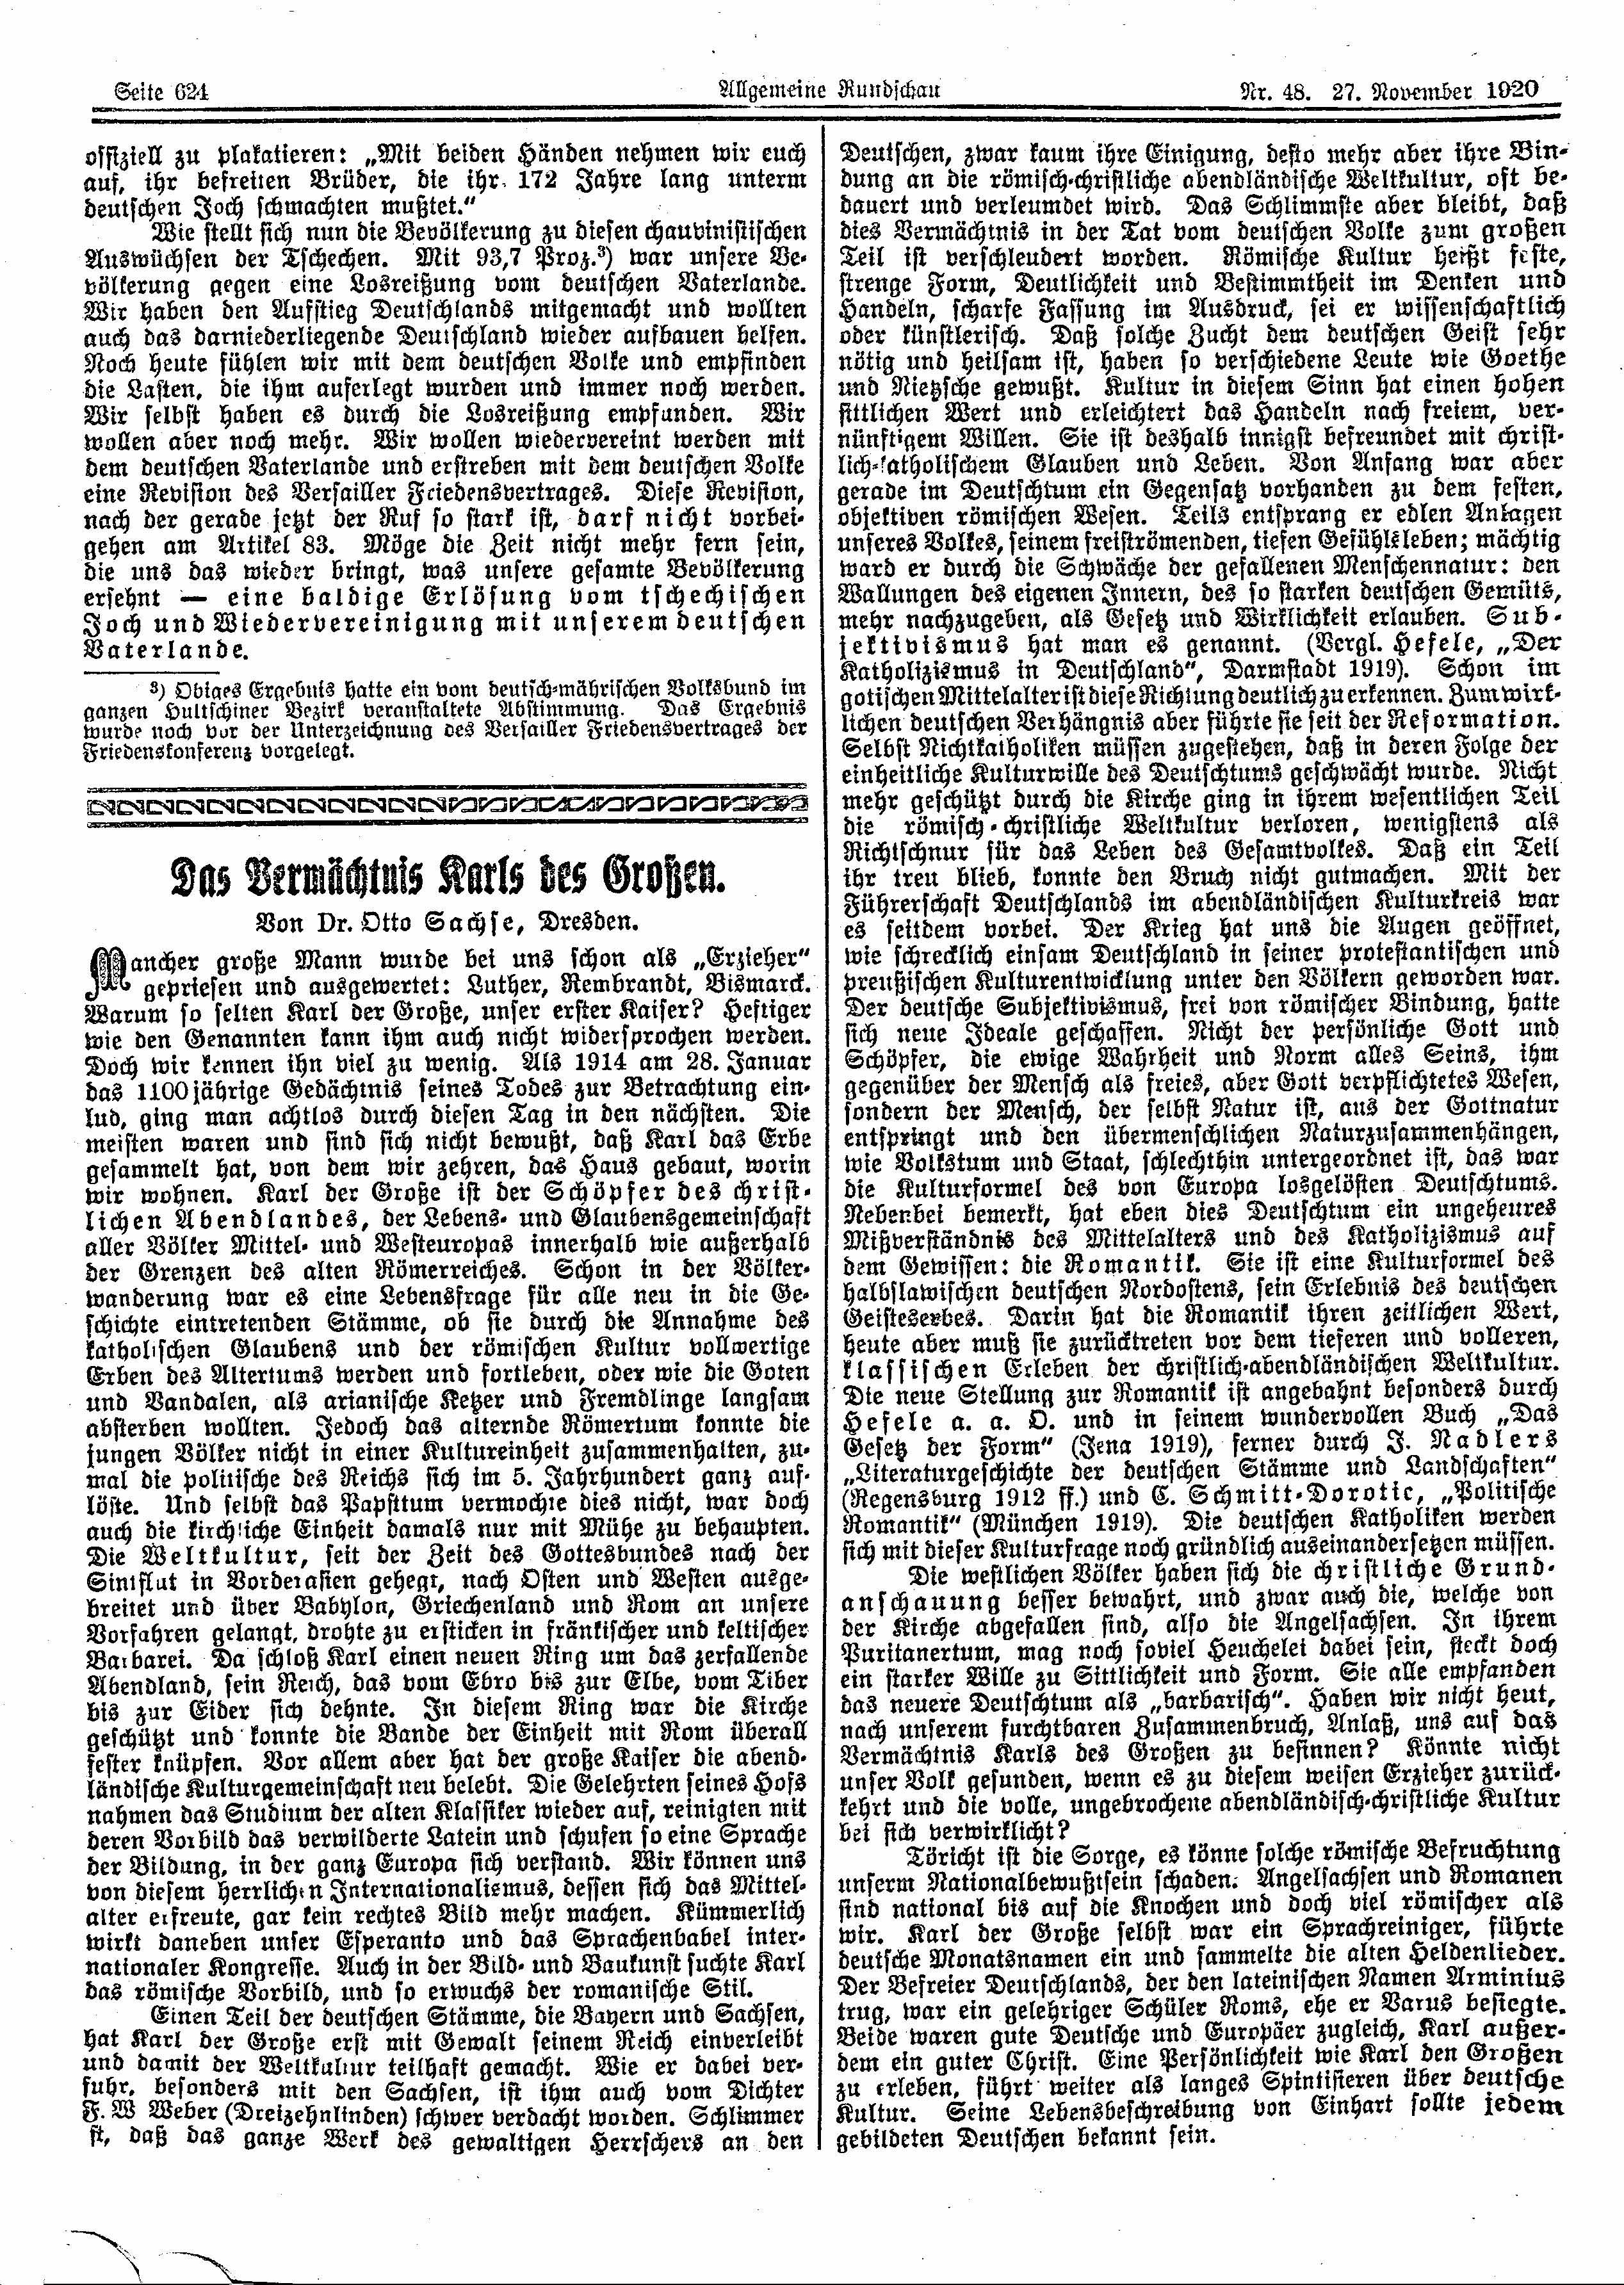 Seite 624
Allgemeine Rundschau
Nr. 48. 27. November 1920
offiziell zu plakatieren: „Mit beiden Händen nehmen wir euch
auf, ihr befreiten Brüder, die ihr 172 Jahre lang unterm
deutschen Joch schmachten mußtet.“
Wie stellt sich nun die Bevölkerung zu diesen chauvinistischen
Auswüchsen der Tschechen. Mit 93,7 Proz.³) war unsere Be-
völkerung gegen eine Losreißung vom deutschen Vaterlande.
Wir haben den Aufstieg Deutschlands mitgemacht und wollten
auch das darniederliegende Deutschland wieder aufbauen helfen.
Noch heute fühlen wir mit dem deutschen Volke und empfinden
die Lasten, die ihm auferlegt wurden und immer noch werden.
Wir selbst haben es durch die Losreißung empfunden. Wir
wollen aber noch mehr. Wir wollen wiedervereint werden mit
dem deutschen Vaterlande und erstreben mit dem deutschen Volke
eine Revision des Versailler Friedensvertrages. Diese Revision,
nach der gerade jetzt der Ruf so stark ist, darf nicht vorbei-
gehen am Artikel 83. Möge die Zeit nicht mehr fern sein,
die uns das wieder bringt, was unsere gesamte Bevölkerung
ersehnt — eine baldige Erlösung vom tschechischen
Joch und Wiedervereinigung mit unserem deutschen
Vaterlande.
³) Obiges Ergebnis hatte ein vom deutsch-mährischen Volksbund im
ganzen Hultschiner Bezirk veranstaltete Abstimmung. Das Ergebnis
wurde noch vor der Unterzeichnung des Versailler Friedensvertrages der
Friedenskonferenz vorgelegt.
Das Vermächtnis Karls des Großen.
Von Dr. Otto Sachse, Dresden.
Mancher große Mann wurde bei uns schon als „Erzieher“
gepriesen und ausgewertet: Luther, Rembrandt, Bismarck.
Warum so selten Karl der Große, unser erster Kaiser? Heftiger
wie den Genannten kann ihm auch nicht widersprochen werden.
Doch wir kennen ihn viel zu wenig. Als 1914 am 28. Januar
das 1100jährige Gedächtnis seines Todes zur Betrachtung ein-
lud, ging man achtlos durch diesen Tag in den nächsten. Die
meisten waren und sind sich nicht bewußt, daß Karl das Erbe
gesammelt hat, von dem wir zehren, das Haus gebaut, worin
wir wohnen. Karl der Große ist der Schöpfer des christ-
lichen Abendlandes, der Lebens- und Glaubensgemeinschaft
aller Völker Mittel- und Westeuropas innerhalb wie außerhalb
der Grenzen des alten Römerreiches. Schon in der Völker-
wanderung war es eine Lebensfrage für alle neu in die Ge-
schichte eintretenden Stämme, ob sie durch die Annahme des
katholischen Glaubens und der römischen Kultur vollwertige
Erben des Altertums werden und fortleben, oder wie die Goten
und Vandalen, als arianische Ketzer und Fremdlinge langsam
absterben wollten. Jedoch das alternde Römertum konnte die
jungen Völker nicht in einer Kultureinheit zusammenhalten, zu-
mal die politische des Reichs sich im 5. Jahrhundert ganz auf-
löste. Und selbst das Papsttum vermochte dies nicht, war doch
auch die kirchliche Einheit damals nur mit Mühe zu behaupten.
Die Weltkultur, seit der Zeit des Gottesbundes nach der
Sintflut in Vorderasien gehegt, nach Osten und Westen ausge-
breitet und über Babylon, Griechenland und Rom an unsere
Vorfahren gelangt, drohte zu ersticken in fränkischer und keltischer
Barbarei. Da schloß Karl einen neuen Ring um das zerfallende
Abendland, sein Reich, das vom Ebro bis zur Elbe, vom Tiber
bis zur Eider sich dehnte. In diesem Ring war die Kirche
geschützt und konnte die Bande der Einheit mit Rom überall
fester knüpfen. Vor allem aber hat der große Kaiser die abend-
ländische Kulturgemeinschaft neu belebt. Die Gelehrten seines Hofs
nahmen das Studium der alten Klassiker wieder auf, reinigten mit
deren Vorbild das verwilderte Latein und schufen so eine Sprache
der Bildung, in der ganz Europa sich verstand. Wir können uns
von diesem herrlichen Internationalismus, dessen sich das Mittel-
alter erfreute, gar kein rechtes Bild mehr machen. Kümmerlich
wirkt daneben unser Esperanto und das Sprachenbabel inter-
nationaler Kongresse. Auch in der Bild- und Baukunst suchte Karl
das römische Vorbild, und so erwuchs der romanische Stil.
Einen Teil der deutschen Stämme, die Bayern und Sachsen,
hat Karl der Große erst mit Gewalt seinem Reich einverleibt
und damit der Weltkultur teilhaft gemacht. Wie er dabei ver-
fuhr, besonders mit den Sachsen, ist ihm auch vom Dichter
F. W Weber (Dreizehnlinden) schwer verdacht worden. Schlimmer
st, daß das ganze Werk des gewaltigen Herrschers an den
Deutschen, zwar kaum ihre Einigung, desto mehr aber ihre Bin-
dung an die römisch-christliche abendländische Weltkultur, oft be-
dauert und verleumdet wird. Das Schlimmste aber bleibt, daß
dies Vermächtnis in der Tat vom deutschen Volke zum großen
Teil ist verschleudert worden. Römische Kultur heißt feste,
strenge Form, Deutlichkeit und Bestimmtheit im Denken und
Handeln, scharfe Fassung im Ausdruck, sei er wissenschaftlich
oder künstlerisch. Daß solche Zucht dem deutschen Geist sehr
nötig und heilsam ist, haben so verschiedene Leute wie Goethe
und Nietzsche gewußt. Kultur in diesem Sinn hat einen hohen
sittlichen Wert und erleichtert das Handeln nach freiem, ver-
nünftigem Willen. Sie ist deshalb innigst befreundet mit christ-
lich-katholischem Glauben und Leben. Von Anfang war aber
gerade im Deutschtum ein Gegensatz vorhanden zu dem festen,
objektiven römischen Wesen. Teils entsprang er edlen Anlagen
unseres Volkes, seinem freiströmenden, tiefen Gefühlsleben; mächtig
ward er durch die Schwäche der gefallenen Menschennatur: den
Wallungen des eigenen Innern, des so starken deutschen Gemüts,
mehr nachzugeben, als Gesetz und Wirklichkeit erlauben. Sub-
jektivismus hat man es genannt. (Vergl. Hefele, „Der
Katholizismus in Deutschland“, Darmstadt 1919). Schon im
gotischen Mittelalter ist diese Richtung deutlich zu erkennen. Zum wirk-
lichen deutschen Verhängnis aber führte sie seit der Reformation.
Selbst Nichtkatholiken müssen zugestehen, daß in deren Folge der
einheitliche Kulturwille des Deutschtums geschwächt wurde. Nicht
mehr geschützt durch die Kirche ging in ihrem wesentlichen Teil
die römisch-christliche Weltkultur verloren, wenigstens als
Richtschnur für das Leben des Gesamtvolkes. Daß ein Teil
ihr treu blieb, konnte den Bruch nicht gutmachen. Mit der
Führerschaft Deutschlands im abendländischen Kulturkreis war
es seitdem vorbei. Der Krieg hat uns die Augen geöffnet,
wie schrecklich einsam Deutschland in seiner protestantischen und
preußischen Kulturentwicklung unter den Völkern geworden war.
Der deutsche Subjektivismus, frei von römischer Bindung, hatte
sich neue Ideale geschaffen. Nicht der persönliche Gott und
Schöpfer, die ewige Wahrheit und Norm alles Seins, ihm
gegenüber der Mensch als freies, aber Gott verpflichtetes Wesen,
sondern der Mensch, der selbst Natur ist, aus der Gottnatur
entspringt und den übermenschlichen Naturzusammenhängen,
wie Volkstum und Staat, schlechthin untergeordnet ist, das war
die Kulturformel des von Europa losgelösten Deutschtums.
Nebenbei bemerkt, hat eben dies Deutschtum ein ungeheures
Mißverständnis des Mittelalters und des Katholizismus auf
dem Gewissen: die Romantik. Sie ist eine Kulturformel des
halbslawischen deutschen Nordostens, sein Erlebnis des deutschen
Geisteserbes. Darin hat die Romantik ihren zeitlichen Wert,
heute aber muß sie zurücktreten vor dem tieferen und volleren,
klassischen Erleben der christlich-abendländischen Weltkultur.
Die neue Stellung zur Romantik ist angebahnt besonders durch
Hefele a. a. O. und in seinem wundervollen Buch „Das
Gesetz der Form“ (Jena 1919), ferner durch J. Nadlers
„Literaturgeschichte der deutschen Stämme und Landschaften“
(Regensburg 1912 ff.) und C. Schmitt-Dorotic, „Politische
Romantik“ (München 1919). Die deutschen Katholiken werden
sich mit dieser Kulturfrage noch gründlich auseinandersetzen müssen.
Die westlichen Völker haben sich die christliche Grund-
anschauung besser bewahrt, und zwar auch die, welche von
der Kirche abgefallen sind, also die Angelsachsen. In ihrem
Puritanertum, mag noch soviel Heuchelei dabei sein, steckt doch
ein starker Wille zu Sittlichkeit und Form. Sie alle empfanden
das neuere Deutschtum als „barbarisch“. Haben wir nicht heut,
nach unserem furchtbaren Zusammenbruch, Anlaß, uns auf das
Vermächtnis Karls des Großen zu besinnen? Könnte nicht
unser Volk gesunden, wenn es zu diesem weisen Erzieher zurück-
kehrt und die volle, ungebrochene abendländisch-christliche Kultur
bei sich verwirklicht?
Töricht ist die Sorge, es könne solche römische Befruchtung
unserm Nationalbewußtsein schaden. Angelsachsen und Romanen
sind national bis auf die Knochen und doch viel römischer als
wir. Karl der Große selbst war ein Sprachreiniger, führte
deutsche Monatsnamen ein und sammelte die alten Heldenlieder.
Der Befreier Deutschlands, der den lateinischen Namen Arminius
trug, war ein gelehriger Schüler Roms, ehe er Varus besiegte.
Beide waren gute Deutsche und Europäer zugleich, Karl außer-
dem ein guter Christ. Eine Persönlichkeit wie Karl den Großen
zu erleben, führt weiter als langes Spintisieren über deutsche
Kultur. Seine Lebensbeschreibung von Einhart sollte jedem
gebildeten Deutschen bekannt sein.